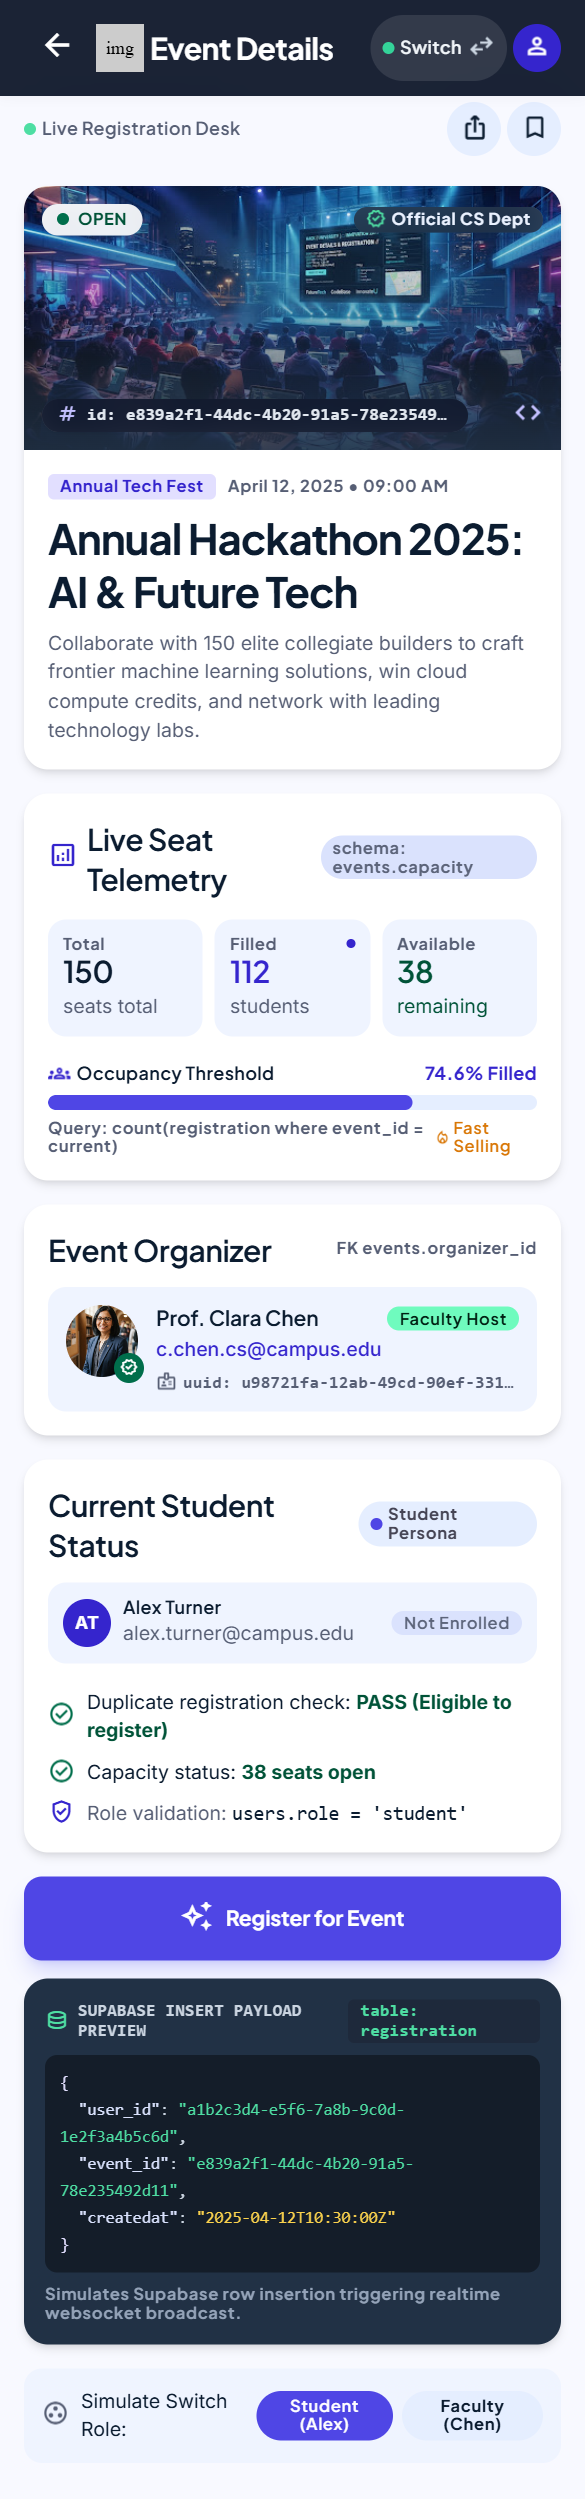 img Event Details
Switch
Live Registration Desk
OPEN
Official CS Dept
EVENT DETAILS & REGISTRATION //
# id: e839a2f1-44dc-4b20-91a5-78e23549…
Annual Tech Fest April 12, 2025 • 09:00 AM
Annual Hackathon 2025:
AI & Future Tech
Collaborate with 150 elite collegiate builders to craft
frontier machine learning solutions, win cloud
compute credits, and network with leading
technology labs.
Live Seat
Telemetry
schema:
events.capacity
Total
150
seats total
Filled
112
students
Available
38
remaining
Occupancy Threshold 74.6% Filled
Query: count(registration where event_id =
current)
Fast
Selling
Event Organizer FK events.organizer_id
Prof. Clara Chen Faculty Host
c.chen.cs@campus.edu
uuid: u98721fa-12ab-49cd-90ef-331…
Current Student
Status
Student
Persona
AT
Alex Turner
alex.turner@campus.edu
Not Enrolled
Duplicate registration check: PASS (Eligible to
register)
Capacity status: 38 seats open
Role validation: users.role = 'student'
Register for Event
SUPABASE INSERT PAYLOAD
PREVIEW
table:
registration
{
"user_id": "a1b2c3d4-e5f6-7a8b-9c0d-
1e2f3a4b5c6d",
"event_id": "e839a2f1-44dc-4b20-91a5-
78e235492d11",
"createdat": "2025-04-12T10:30:00Z"
}
Simulates Supabase row insertion triggering realtime
websocket broadcast.
Simulate Switch
Role:
Student
(Alex)
Faculty
(Chen)